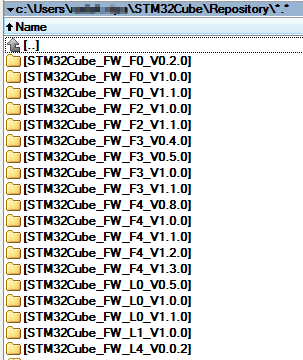 c:\Users\ \STM32Cube\Repository\*.*
Name
[..]
[STM32Cube_FW_F0_V0.2.0]
[STM32Cube_FW_F0_V1.0.0]
[STM32Cube_FW_F0_V1.1.0]
[STM32Cube_FW_F2_V1.0.0]
[STM32Cube_FW_F2_V1.1.0]
[STM32Cube_FW_F3_V0.4.0]
[STM32Cube_FW_F3_V0.5.0]
[STM32Cube_FW_F3_V1.0.0]
[STM32Cube_FW_F3_V1.1.0]
[STM32Cube_FW_F4_V0.8.0]
[STM32Cube_FW_F4_V1.0.0]
[STM32Cube_FW_F4_V1.1.0]
[STM32Cube_FW_F4_V1.2.0]
[STM32Cube_FW_F4_V1.3.0]
[STM32Cube_FW_L0_V0.5.0]
[STM32Cube_FW_L0_V1.0.0]
[STM32Cube_FW_L0_V1.1.0]
[STM32Cube_FW_L1_V1.0.0]
[STM32Cube_FW_L4_V0.0.2]